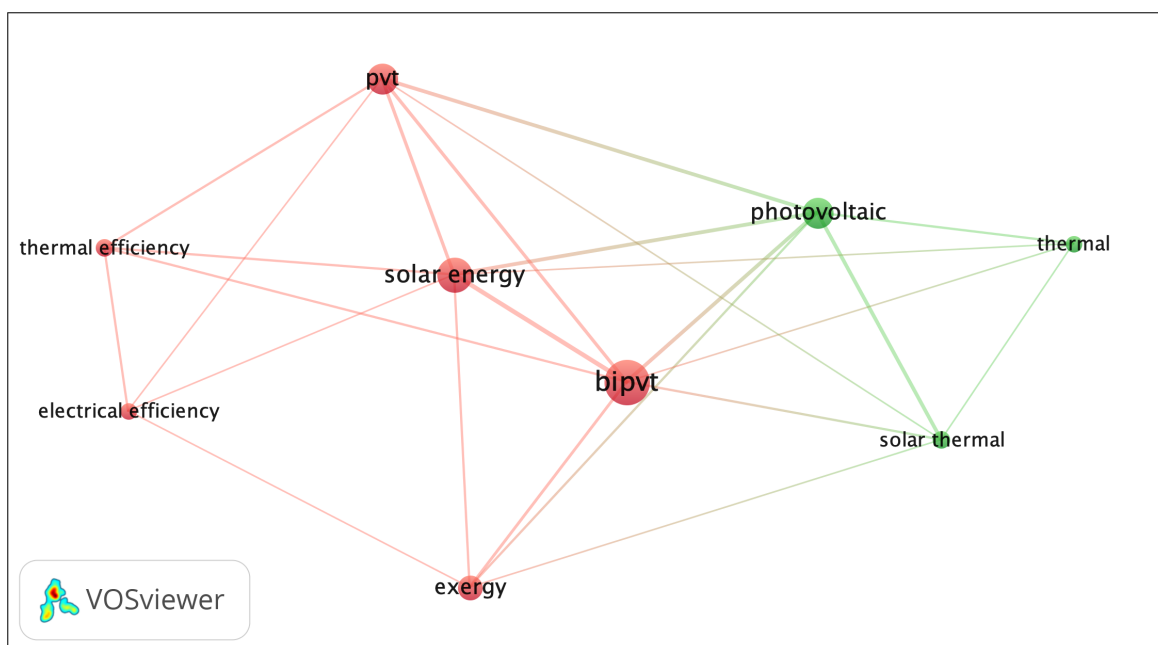 pvt
photovoltaic
thermal
thermal efficiency
solar energy
bipvt
electrical efficiency
solar thermal
exergy
VOSviewer